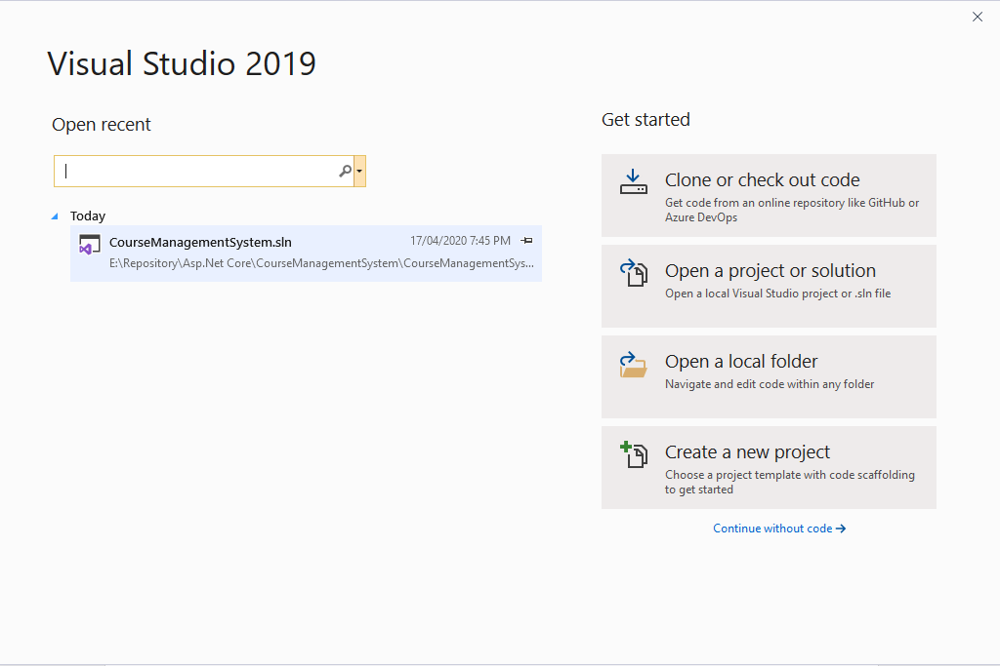 Visual Studio 2019
Open recent
Today
CourseManagementSystem.sln 17/04/2020 7:45 PM
E:\Repository\Asp.Net Core\CourseManagementSystem\CourseManagementSys...
Get started
Clone or check out code
Get code from an online repository like GitHub or
Azure DevOps
Open a project or solution
Open a local Visual Studio project or .sln file
Open a local folder
Navigate and edit code within any folder
Create a new project
Choose a project template with code scaffolding
to get started
Continue without code